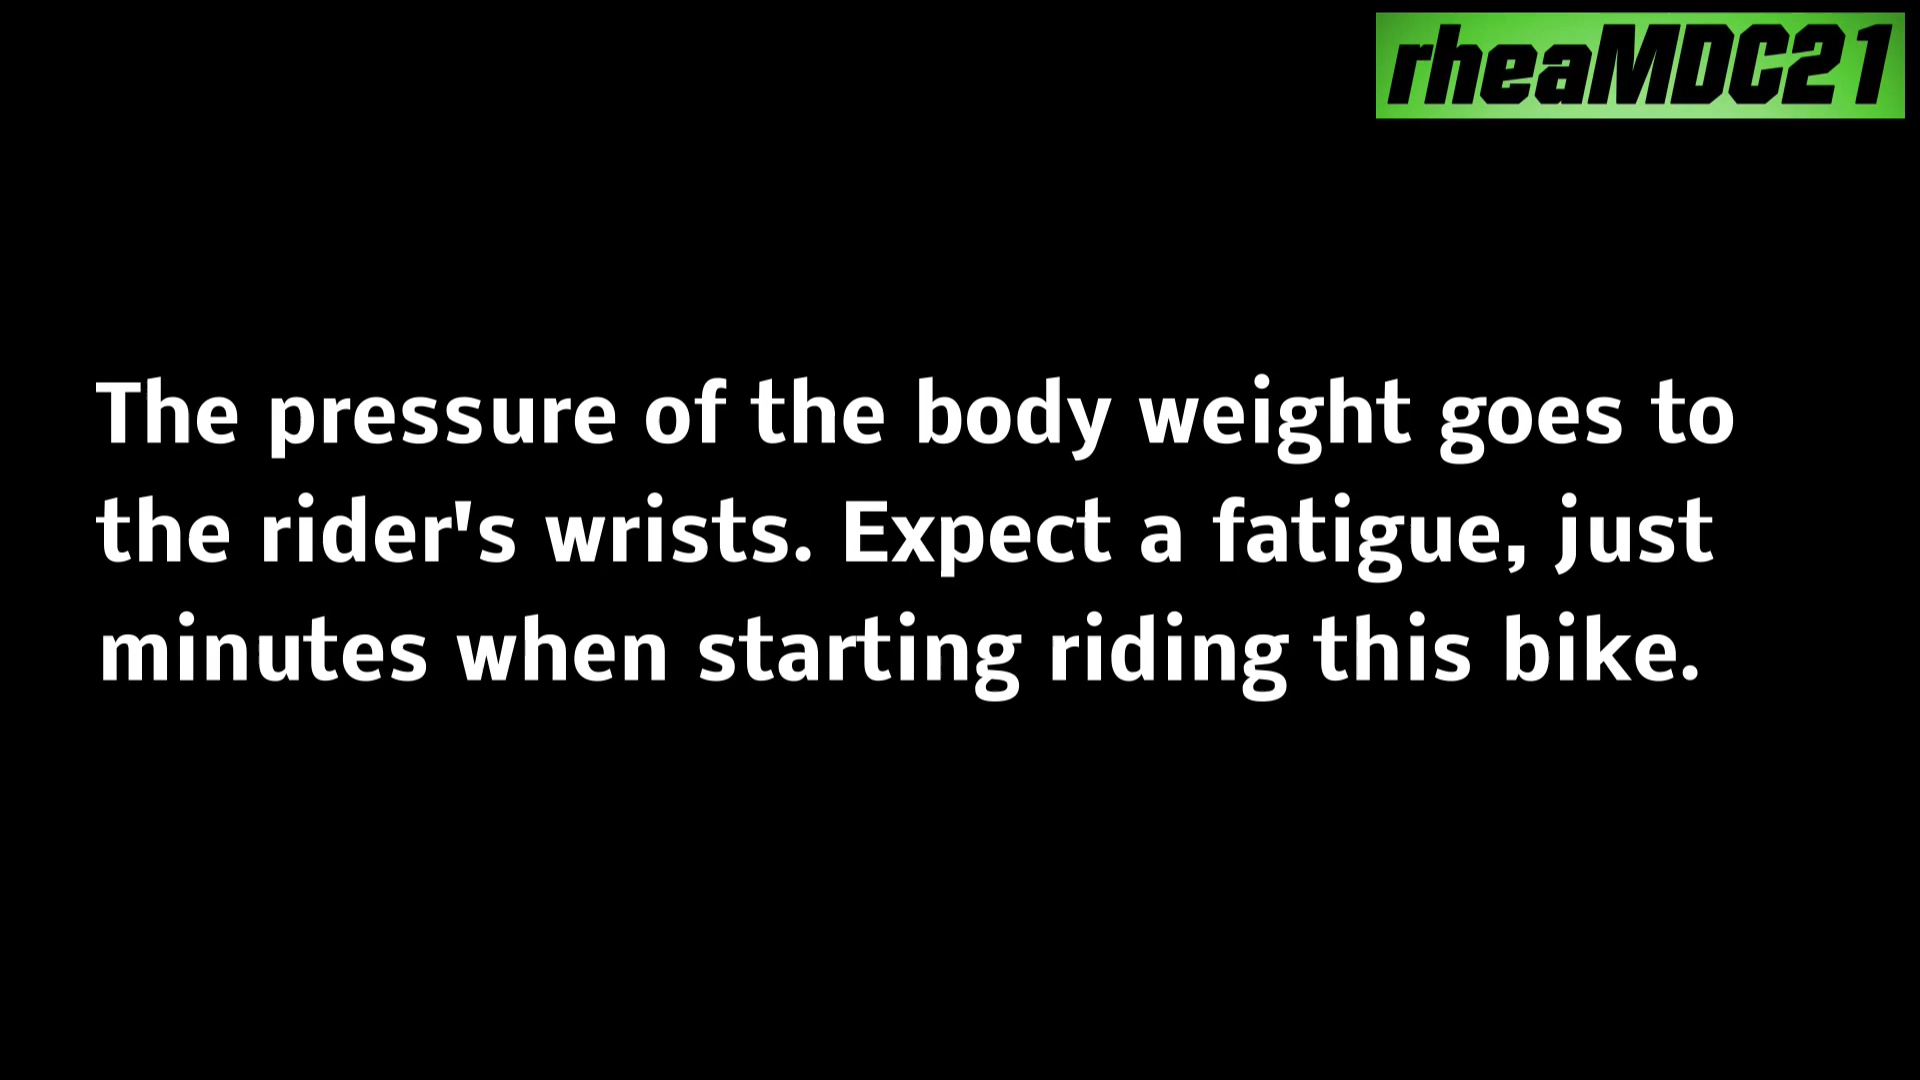 rheaMDC21
The pressure of the body weight goes to
the rider's wrists. Expect a fatigue, just
minutes when starting riding this bike.